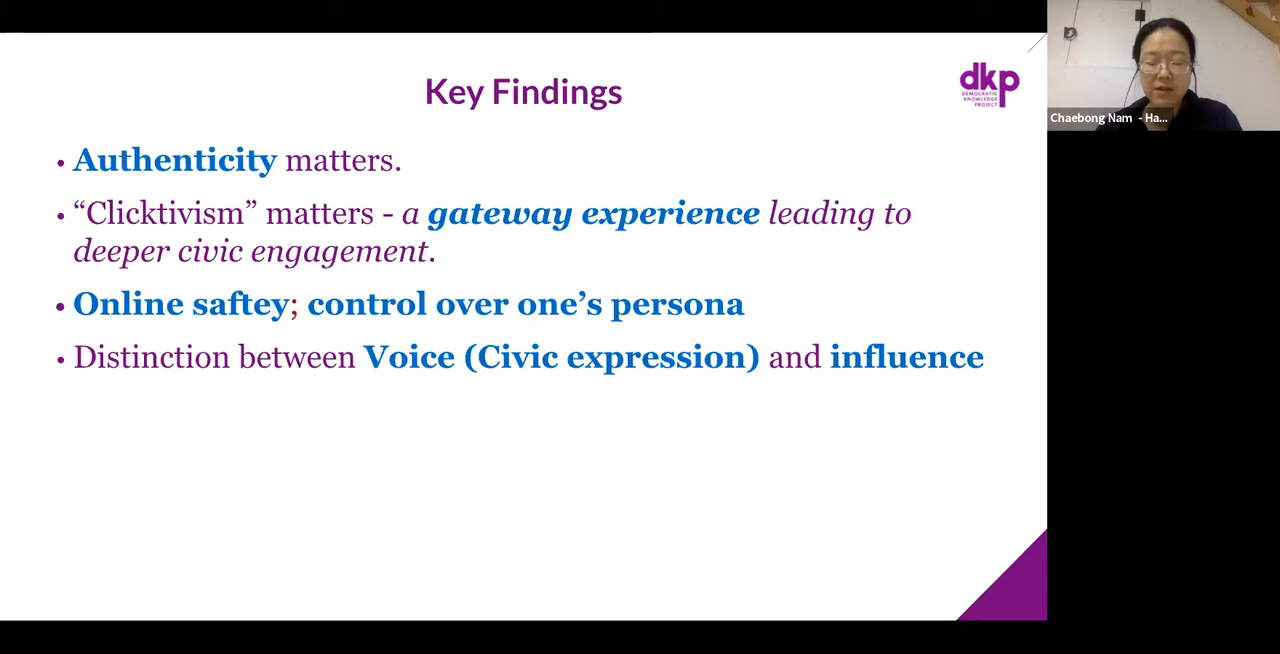 Key Findings
dkp
DEMOCRATIC
KNOWLEDGE
PROJECT
Chaebong Nam - Ha...
• Authenticity matters.
• “Clicktivism” matters - a gateway experience leading to
deeper civic engagement.
• Online saftey; control over one’s persona
• Distinction between Voice (Civic expression) and influence